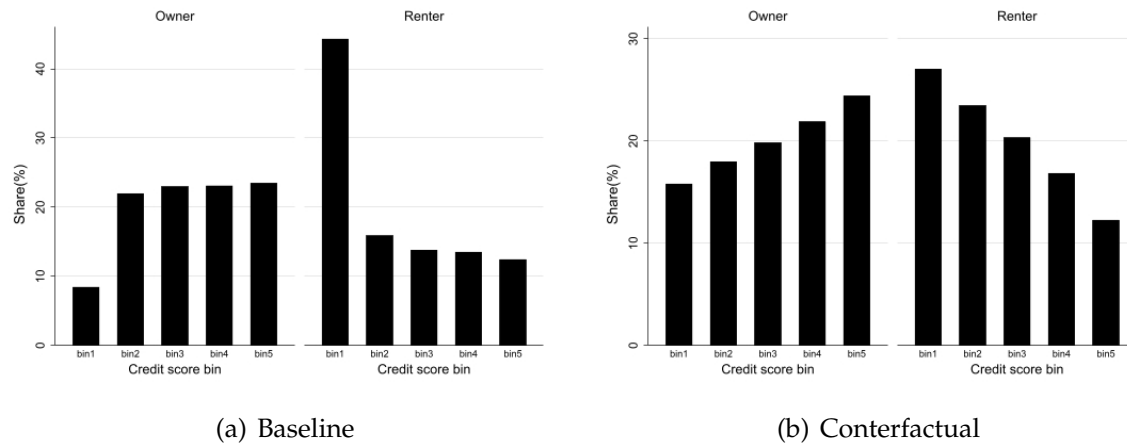 Owner
Renter
Share(%)
40
30
20
10
0
bin1 bin2 bin3 bin4 bin5
bin1 bin2 bin3 bin4 bin5
Credit score bin
Credit score bin
(a) Baseline
Owner
Renter
Share(%)
30
20
10
0
bin1 bin2 bin3 bin4 bin5
bin1 bin2 bin3 bin4 bin5
Credit score bin
Credit score bin
(b) Conterfactual